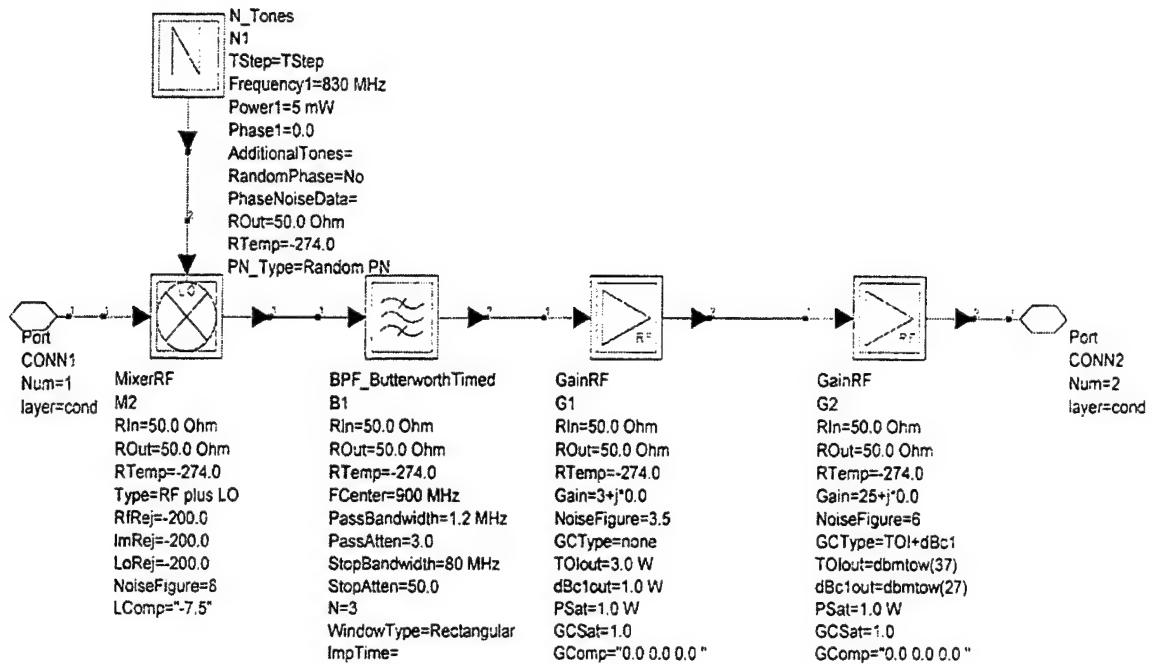 N_Tones
N1
TStep=TStep
Frequency1=830 MHz
Power1=5 mW
Phase1=0.0
AdditionalTones=
RandomPhase=No
PhaseNoiseData=
ROut=50.0 Ohm
RTemp=-274.0
PN_Type=Random PN
LO
RF
RF
Port
CONN1
Num=1
layer=cond
MixerRF
M2
RIn=50.0 Ohm
ROut=50.0 Ohm
RTemp=-274.0
Type=RF plus LO
RfRej=-200.0
ImRej=-200.0
LoRej=-200.0
NoiseFigure=8
LComp="-7.5"
BPF_ButterworthTimed
B1
RIn=50.0 Ohm
ROut=50.0 Ohm
RTemp=-274.0
FCenter=900 MHz
PassBandwidth=1.2 MHz
PassAtten=3.0
StopBandwidth=80 MHz
StopAtten=50.0
N=3
WindowType=Rectangular
ImpTime=
GainRF
G1
RIn=50.0 Ohm
ROut=50.0 Ohm
RTemp=-274.0
Gain=3+j*0.0
NoiseFigure=3.5
GCType=none
TOIout=3.0 W
dBc1out=1.0 W
PSat=1.0 W
GCSat=1.0
GComp="0.0 0.0 0.0 "
GainRF
G2
RIn=50.0 Ohm
ROut=50.0 Ohm
RTemp=-274.0
Gain=25+j*0.0
NoiseFigure=6
GCType=TOI+dBc1
TOIout=dbmtow(37)
dBc1out=dbmtow(27)
PSat=1.0 W
GCSat=1.0
GComp="0.0 0.0 0.0 "
Port
CONN2
Num=2
layer=cond